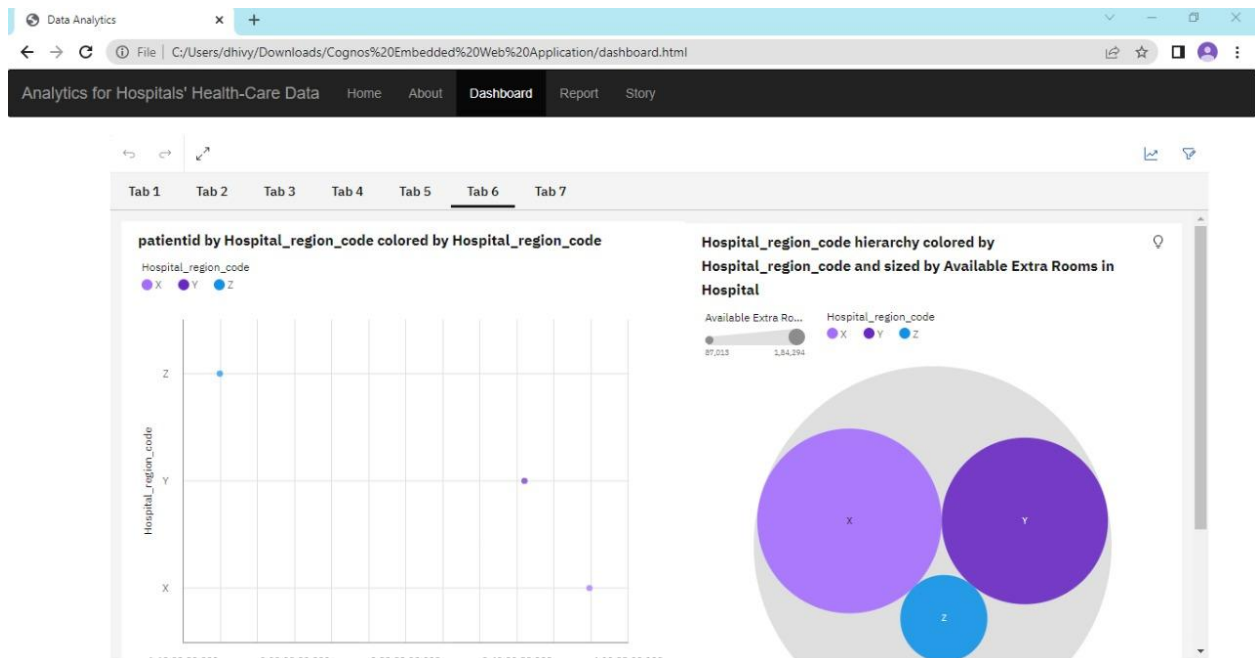 Data Analytics
File | C:/Users/dhivy/Downloads/Cognos%20Embedded%20Web%20Application/dashboard.html
Analytics for Hospitals' Health-Care Data Home About Dashboard Report Story
Tab 1 Tab 2 Tab 3 Tab 4 Tab 5 Tab 6 Tab 7
patientid by Hospital_region_code colored by Hospital_region_code
Hospital_region_code
X Y Z
Z
Y
X
Hospital_region_code
Hospital_region_code hierarchy colored by
Hospital_region_code and sized by Available Extra Rooms in
Hospital
Available Extra Ro... Hospital_region_code
X Y Z
87,013 1,84,294
X
Y
Z